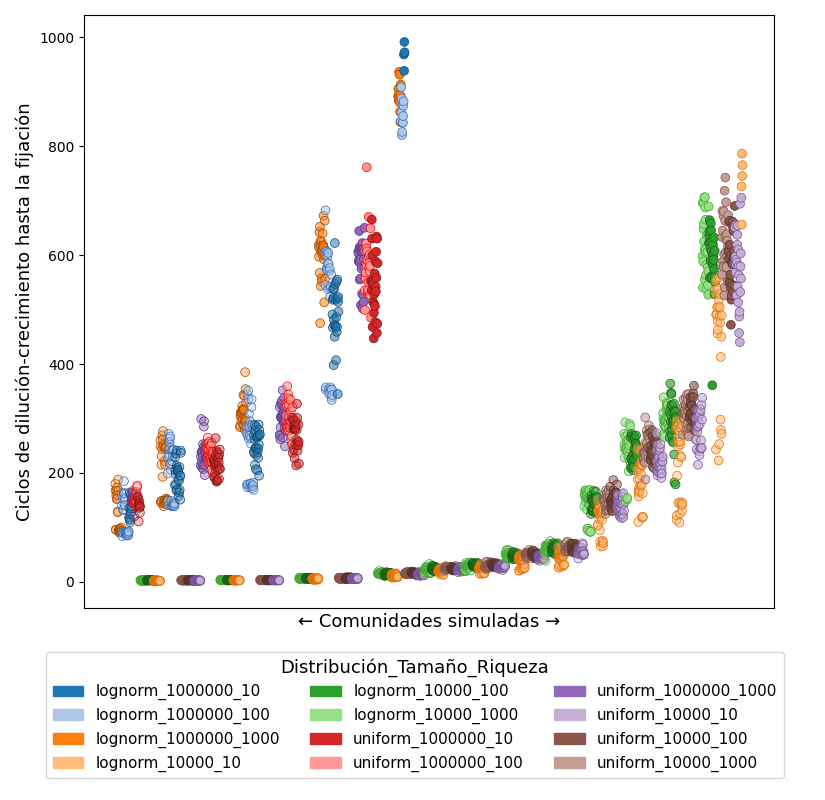 Ciclos de dilución-crecimiento hasta la fijación
1000
800
600
400
200
0
← Comunidades simuladas →
Distribución_Tamaño_Riqueza
lognorm_1000000_10
lognorm_1000000_100
lognorm_1000000_1000
lognorm_10000_10
lognorm_10000_100
lognorm_10000_1000
uniform_1000000_10
uniform_1000000_100
uniform_1000000_1000
uniform_10000_10
uniform_10000_100
uniform_10000_1000